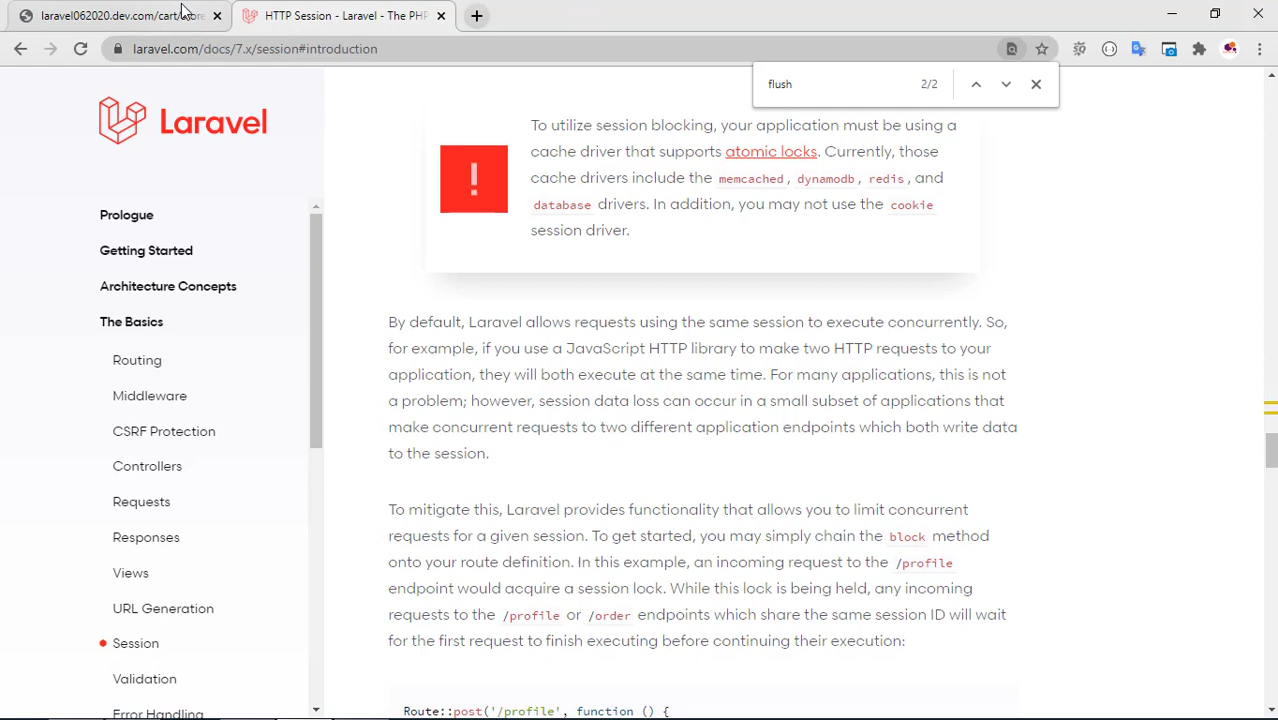 laravel062020.dev.com/cart/store
HTTP Session - Laravel - The PHP
laravel.com/docs/7.x/session#introduction
flush
2/2
Laravel
Prologue
Getting Started
Architecture Concepts
The Basics
Routing
Middleware
CSRF Protection
Controllers
Requests
Responses
Views
URL Generation
Session
Validation
Error Handling
To utilize session blocking, your application must be using a
cache driver that supports atomic locks. Currently, those
cache drivers include the memcached, dynamodb, redis, and
database drivers. In addition, you may not use the cookie
session driver.
By default, Laravel allows requests using the same session to execute concurrently. So,
for example, if you use a JavaScript HTTP library to make two HTTP requests to your
application, they will both execute at the same time. For many applications, this is not
a problem; however, session data loss can occur in a small subset of applications that
make concurrent requests to two different application endpoints which both write data
to the session.
To mitigate this, Laravel provides functionality that allows you to limit concurrent
requests for a given session. To get started, you may simply chain the block method
onto your route definition. In this example, an incoming request to the /profile
endpoint would acquire a session lock. While this lock is being held, any incoming
requests to the /profile or /order endpoints which share the same session ID will wait
for the first request to finish executing before continuing their execution:
Route::post('/profile', function () {